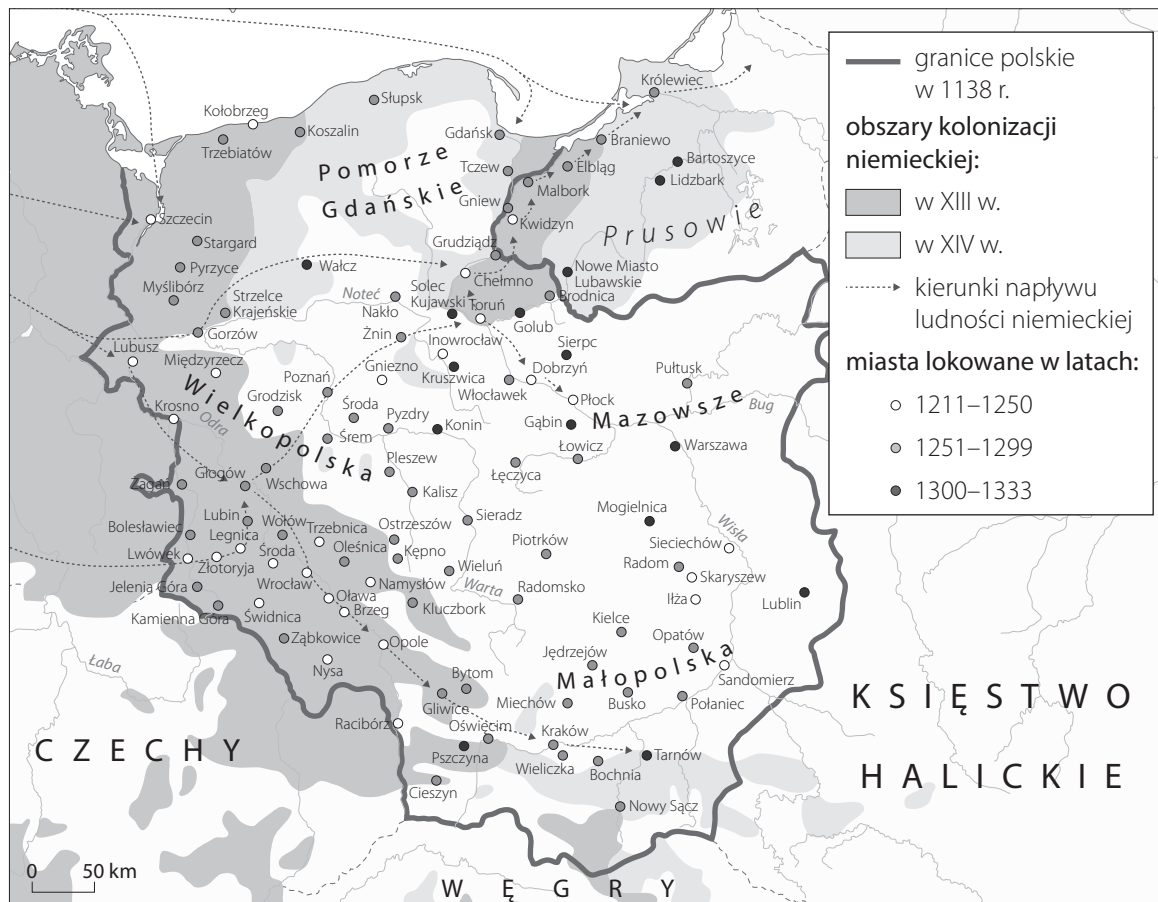 granice polskie
w 1138 r.
obszary kolonizacji
niemieckiej:
w XIII w.
w XIV w.
kierunki napływu
ludności niemieckiej
miasta lokowane w latach:
1211–1250
1251–1299
1300–1333
Królewiec
Słupsk
Kołobrzeg
Koszalin
Trzebiatów
Gdańsk
Braniewo
Pomorze
Gdańskie
Tczew
Elbląg
Bartoszyce
Lidzbark
Malbork
Gniew
Kwidzyn
Prusowie
Szczecin
Stargard
Grudziądz
Pyrzyce
Wałcz
Chełmno
Nowe Miasto
Lubawskie
Myślibórz
Strzelce
Krajeńskie
Noteć
Solec
Kujawski
Nakło
Toruń
Brodnica
Golub
Gorzów
Żnin
Lubusz
Międzyrzecz
Inowrocław
Sierpc
Gniezno
Kruszwica
Dobrzyń
Pułtusk
Poznań
Włocławek
Wielkopolska
Grodzisk
Płock
Mazowsze
Bug
Krosno
Odra
Środa
Pyzdry
Konin
Gąbin
Śrem
Łowicz
Warszawa
Żagań
Głogów
Wschowa
Pleszew
Łęczyca
Kalisz
Bolesławiec
Lubin
Wołów
Trzebnica
Ostrzeszów
Sieradz
Mogielnica
Wisła
Lwówek
Legnica
Środa
Oleśnica
Kępno
Piotrków
Sieciechów
Złotoryja
Wrocław
Wieluń
Radom
Skaryszew
Jelenia Góra
Namysłów
Warta
Radomsko
Iłża
Lublin
Kamienna Góra
Świdnica
Oława
Brzeg
Kluczbork
Ząbkowice
Opole
Kielce
Opatów
Łaba
Nysa
Jędrzejów
Małopolska
Sandomierz
Bytom
Gliwice
Miechów
Busko
Połaniec
KSIĘSTWO
HALICKIE
Racibórz
Oświęcim
Kraków
CZECHY
Pszczyna
Wieliczka
Bochnia
Tarnów
Cieszyn
Nowy Sącz
0 50 km
WĘGRY